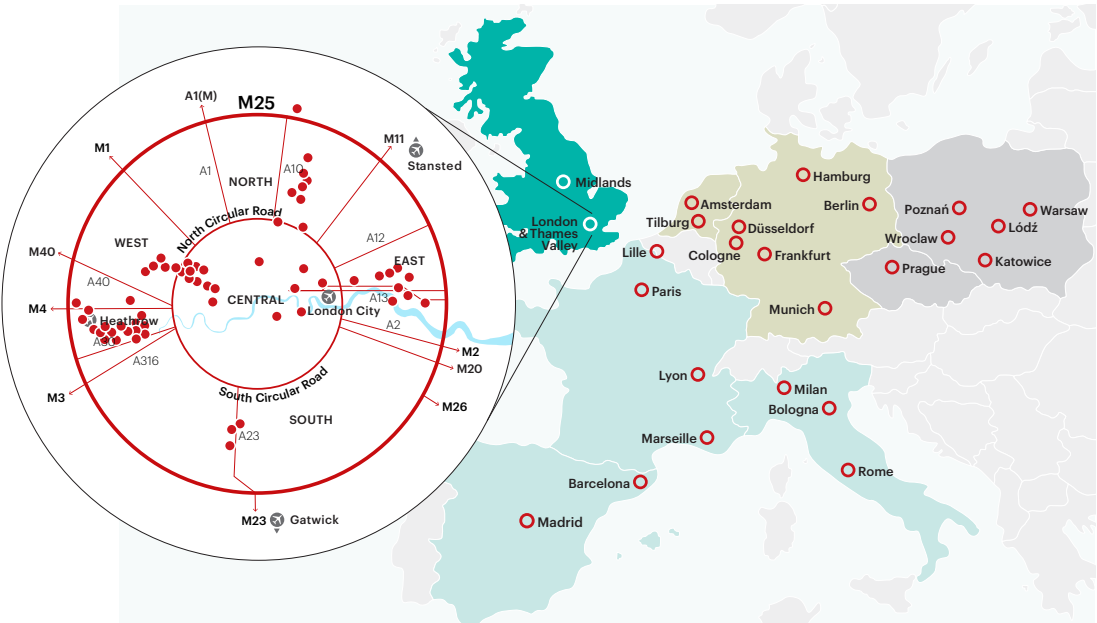 M25
A1(M)
M1
M11
Stansted
A1
A10
NORTH
North Circular Road
WEST
M40
A40
A12
EAST
CENTRAL
A13
M4
Heathrow
London City
A30
A2
A316
M2
M20
M3
South Circular Road
M26
SOUTH
A23
M23
Gatwick
Midlands
London
& Thames
Valley
Amsterdam
Tilburg
Lille
Paris
Lyon
Marseille
Barcelona
Madrid
Hamburg
Berlin
Düsseldorf
Cologne
Frankfurt
Munich
Poznań
Warsaw
Lódź
Wroclaw
Katowice
Prague
Milan
Bologna
Rome